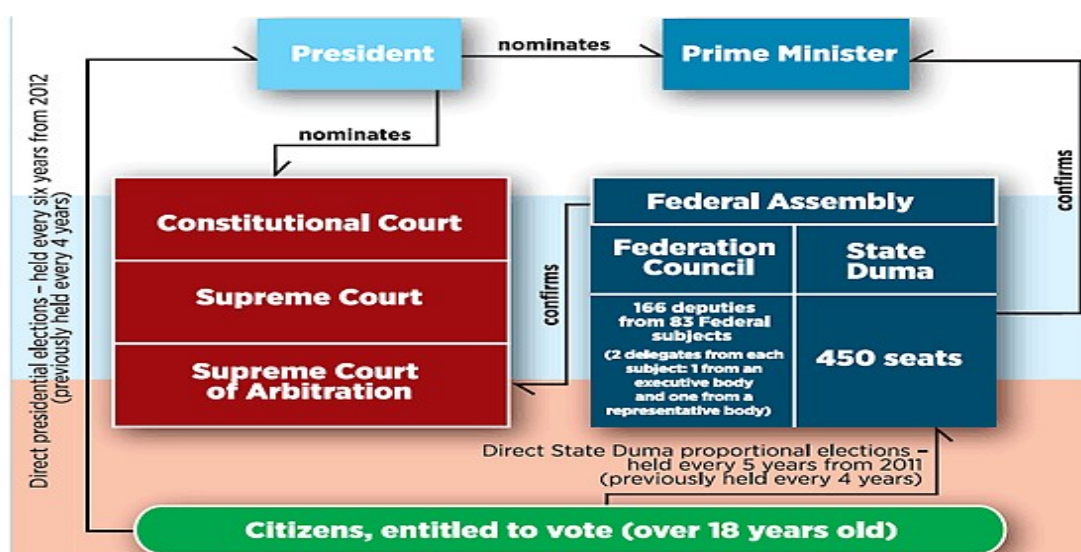 President
nominates
Prime Minister
nominates
confirms
Direct presidential elections – held every six years from 2012
(previously held every 4 years)
Constitutional Court
Supreme Court
Supreme Court
of Arbitration
confirms
Federal Assembly
Federation
Council
State
Duma
166 deputies
from 83 Federal
subjects
(2 delegates from each
subject: 1 from an
executive body
and one from a
representative body)
450 seats
Direct State Duma proportional elections –
held every 5 years from 2011
(previously held every 4 years)
Citizens, entitled to vote (over 18 years old)